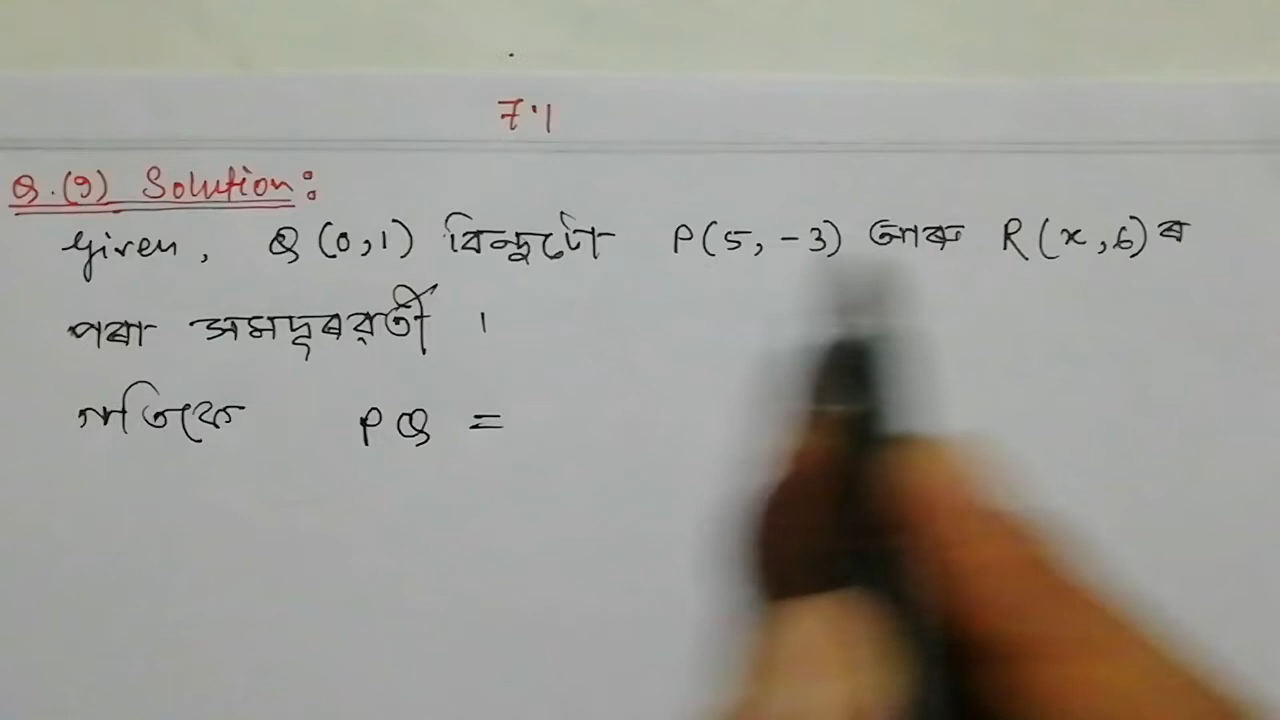 7.1
Q.(9) Solution:
Given, Q(0,1) বিন্দুটো P(5,-3) আৰু R(x,6)ৰ
পৰা সমদূৰৱৰ্তী ।
গতিকে PQ =